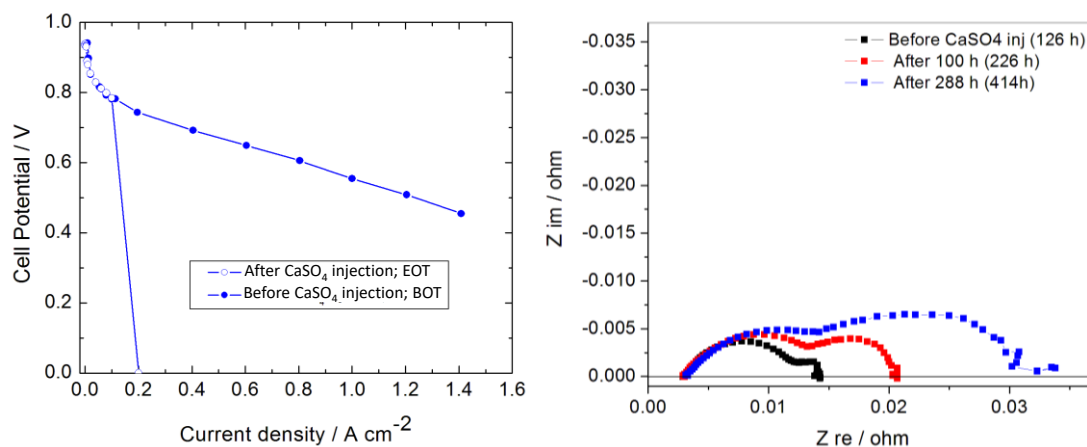 1.0
0.8
0.6
0.4
0.2
0.0
Cell Potential / V
After CaSO4 injection; EOT
Before CaSO4 injection; BOT
0.0 0.2 0.4 0.6 0.8 1.0 1.2 1.4 1.6
Current density / A cm-2
-0.035
-0.030
-0.025
-0.020
-0.015
-0.010
-0.005
0.000
Z im / ohm
Before CaSO4 inj (126 h)
After 100 h (226 h)
After 288 h (414h)
0.00 0.01 0.02 0.03
Z re / ohm